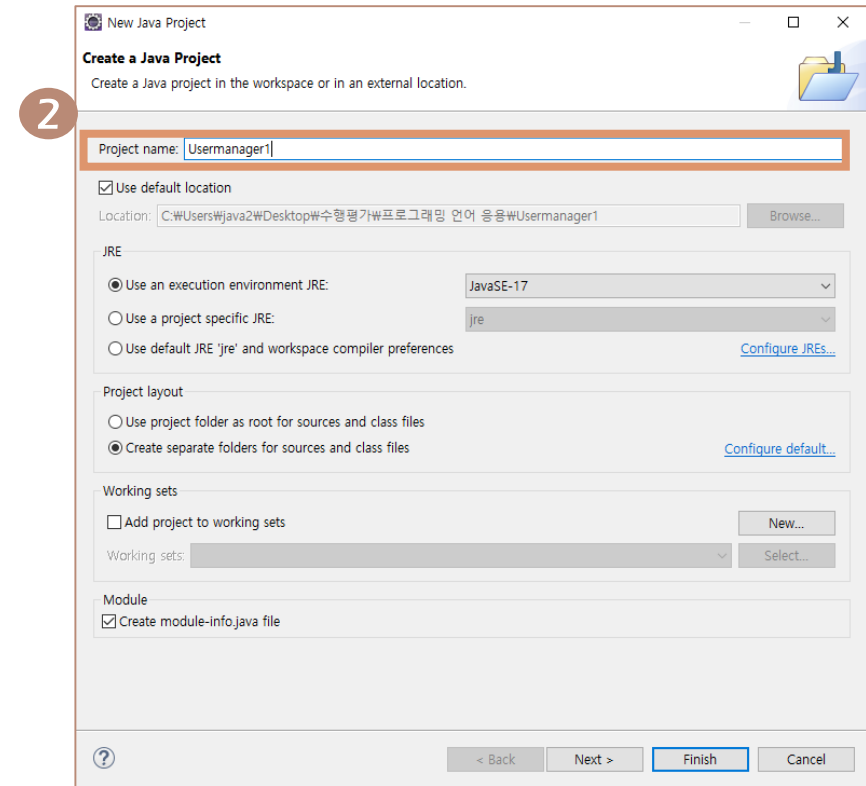 New Java Project
Create a Java Project
Create a Java project in the workspace or in an external location.
2
Project name: Usermanager1
Use default location
Location: C:₩Users₩java2₩Desktop₩수행평가₩프로그래밍 언어 응용₩Usermanager1 Browse...
JRE
Use an execution environment JRE: JavaSE-17
Use a project specific JRE: jre
Use default JRE 'jre' and workspace compiler preferences Configure JREs...
Project layout
Use project folder as root for sources and class files
Create separate folders for sources and class files Configure default...
Working sets
Add project to working sets New...
Working sets: Select...
Module
Create module-info.java file
? < Back Next > Finish Cancel